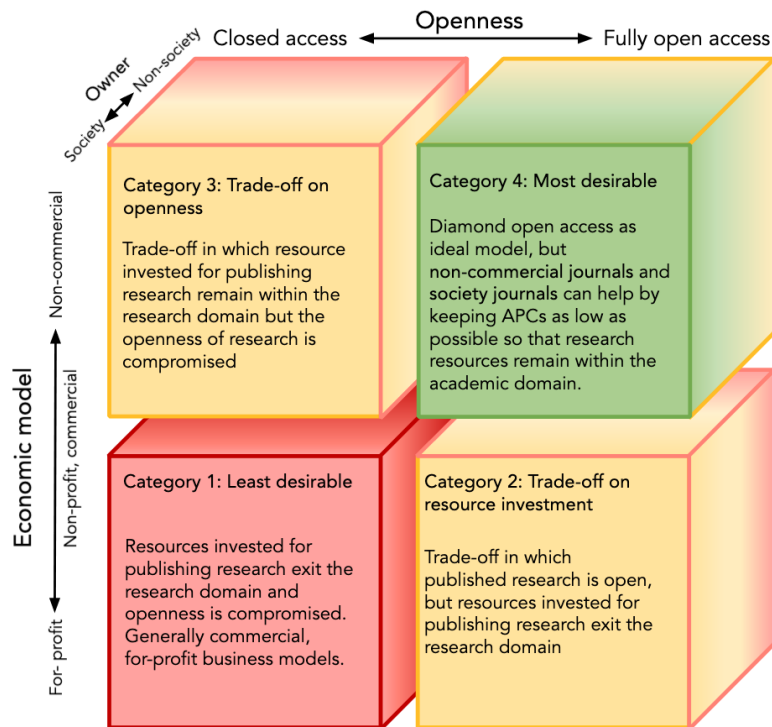 Openness
Closed access
Fully open access
Owner
Society
Non-society
Economic model
Non-commercial
Non-profit, commercial
For- profit
Category 3: Trade-off on
openness
Trade-off in which resource
invested for publishing
research remain within the
research domain but the
openness of research is
compromised
Category 4: Most desirable
Diamond open access as
ideal model, but
non-commercial journals and
society journals can help by
keeping APCs as low as
possible so that research
resources remain within the
academic domain.
Category 1: Least desirable
Resources invested for
publishing research exit the
research domain and
openness is compromised.
Generally commercial,
for-profit business models.
Category 2: Trade-off on
resource investment
Trade-off in which
published research is open,
but resources invested for
publishing research exit the
research domain